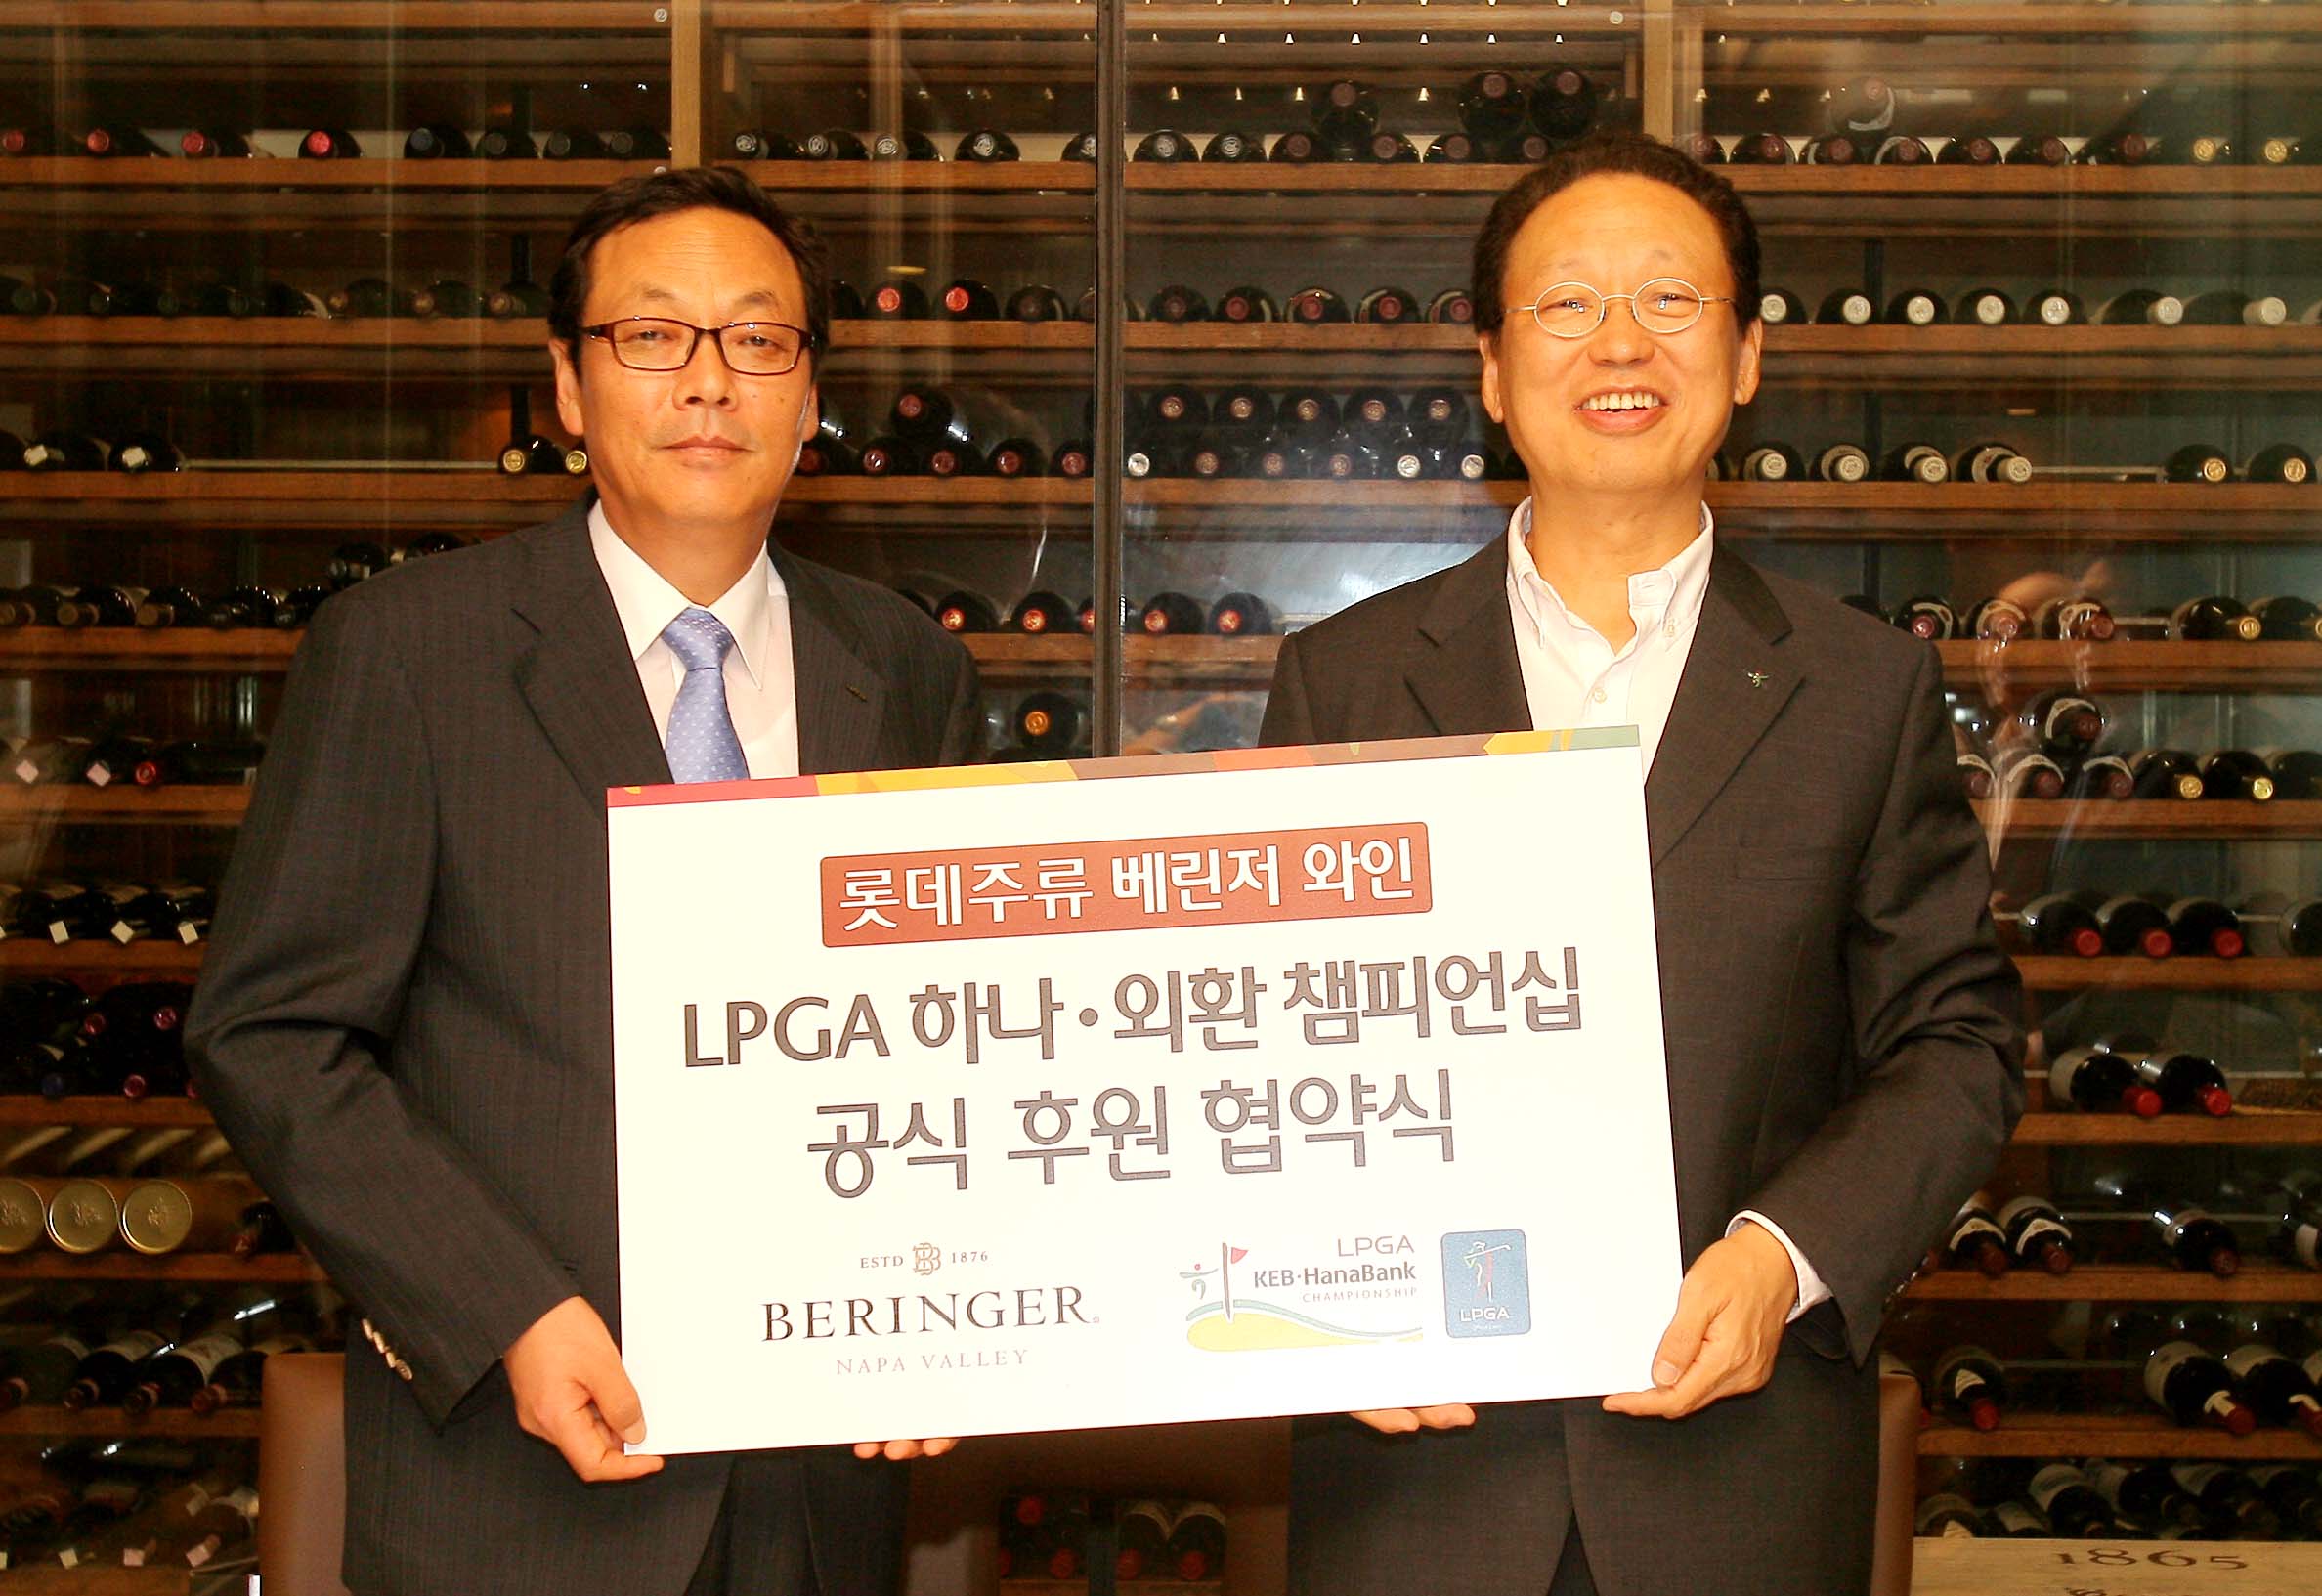 롯데주류 베린저 와인
LPGA 하나·외환 챔피언십
공식 후원 협약식
ESTD B 1876
BERINGER®
NAPA VALLEY
LPGA
KEB·HanaBank
CHAMPIONSHIP
LPGA
1865